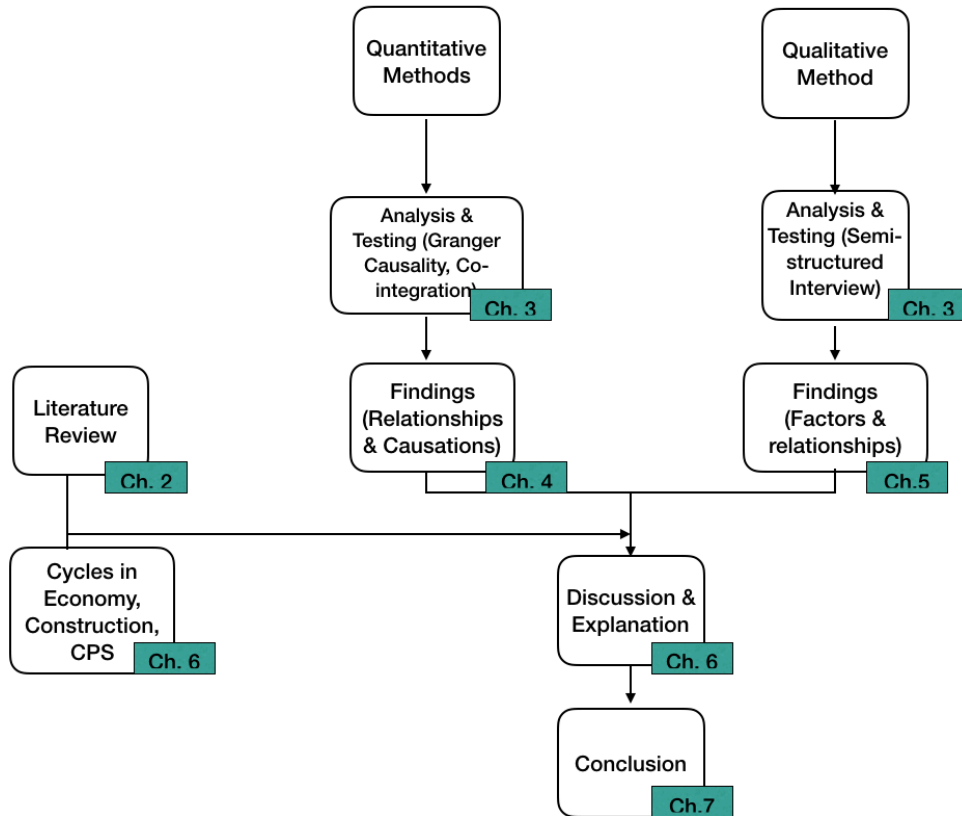 Quantitative
Methods
Qualitative
Method
Analysis &
Testing (Granger
Causality, Co-
integration)
Ch. 3
Analysis &
Testing (Semi-
structured
Interview)
Ch. 3
Literature
Review
Ch. 2
Findings
(Relationships
& Causations)
Ch. 4
Findings
(Factors &
relationships)
Ch.5
Cycles in
Economy,
Construction,
CPS
Ch. 6
Discussion &
Explanation
Ch. 6
Conclusion
Ch.7